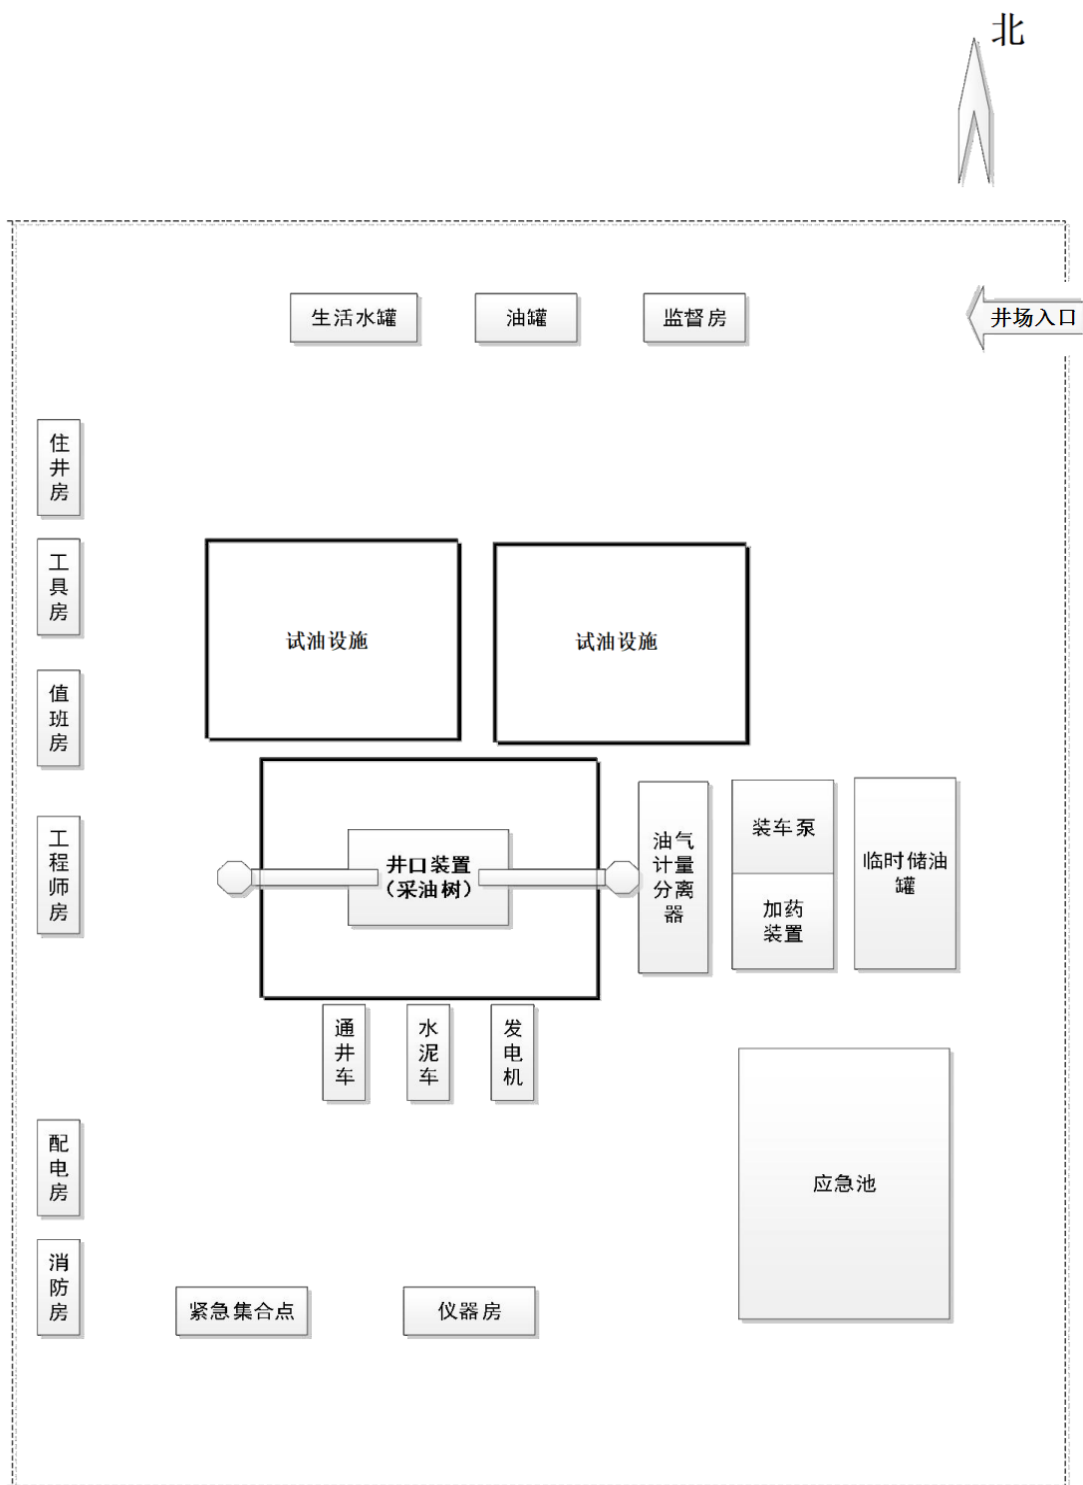 北
生活水罐
油罐
监督房
井场入口
住
井
房
工
具
房
试油设施
试油设施
值
班
房
工
程
师
房
井口装置
（采油树）
油气
计量
分离
器
装车泵
加药
装置
临时储油
罐
通
井
车
水
泥
车
发
电
机
配
电
房
应急池
消
防
房
紧急集合点
仪器房